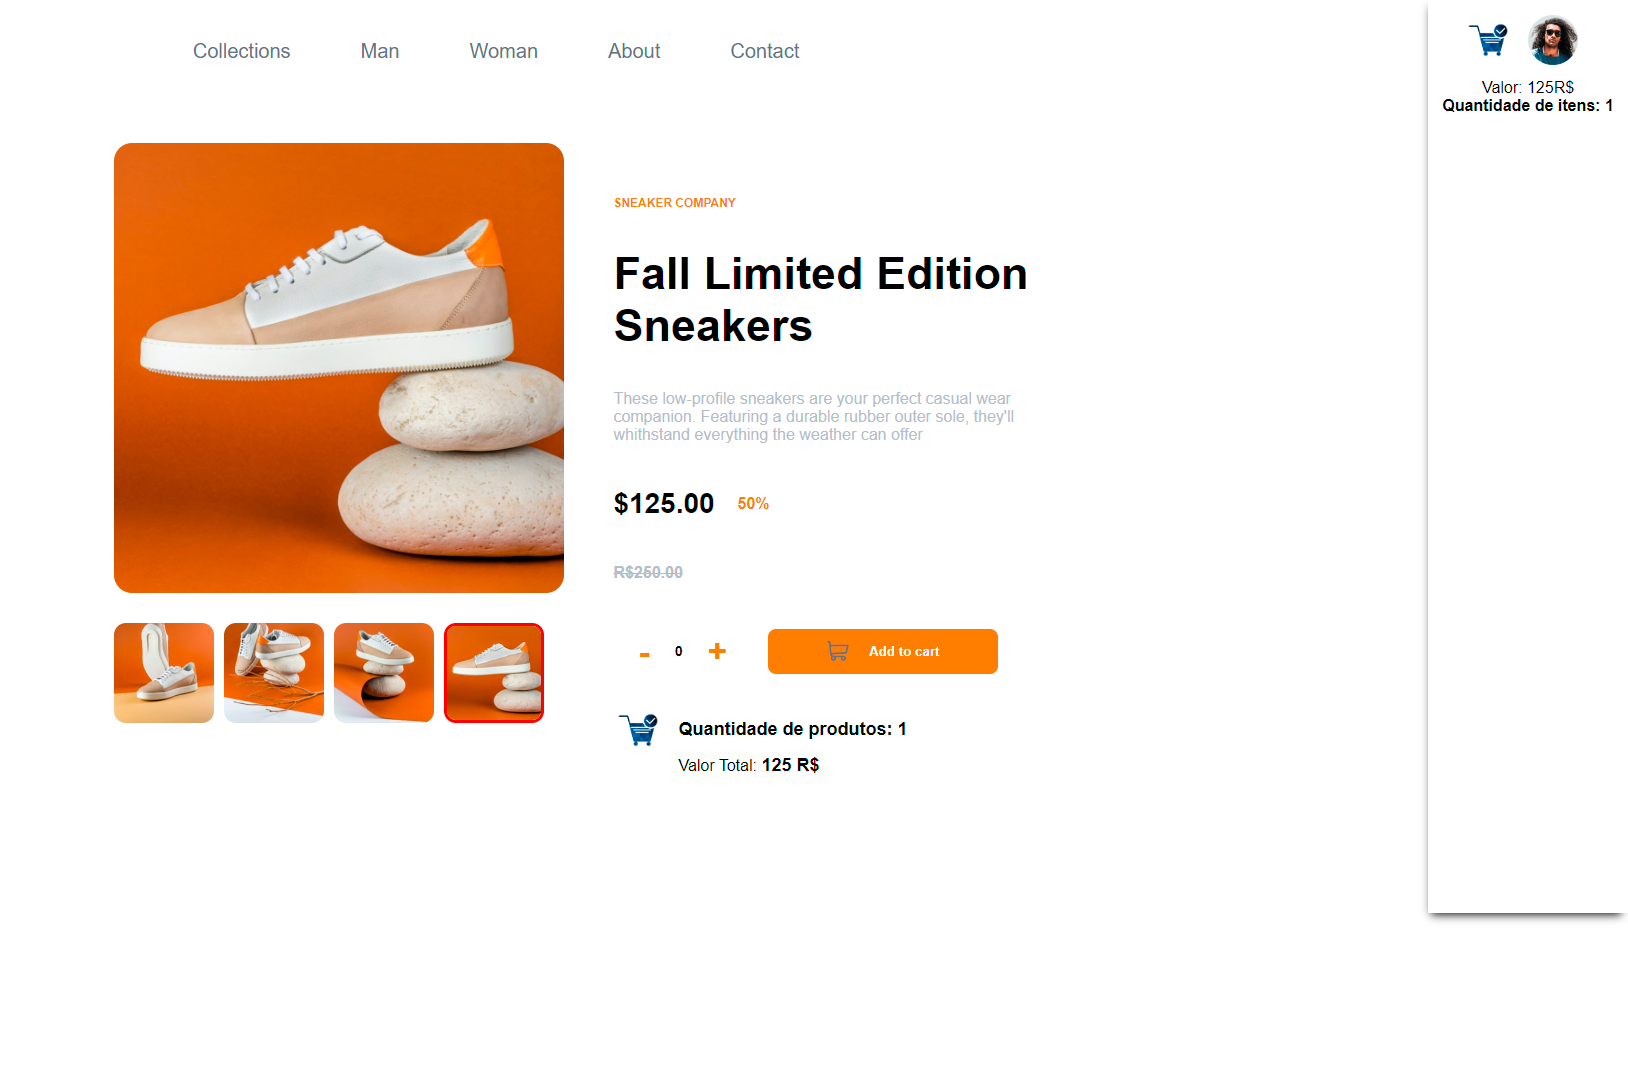 Collections Man Woman About Contact
Valor: 125R$
Quantidade de itens: 1
SNEAKER COMPANY
Fall Limited Edition
Sneakers
These low-profile sneakers are your perfect casual wear
companion. Featuring a durable rubber outer sole, they'll
whithstand everything the weather can offer
$125.00 50%
R$250.00
- 0 + Add to cart
Quantidade de produtos: 1
Valor Total: 125 R$